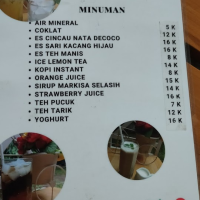 MINUMAN
• AIR MINERAL 5 K
• COKLAT 12 K
• ES CINCAU NATA DECOCO 16 K
• ES SARI KACANG HIJAU 16 K
• ES TEH MANIS 8 K
• ICE LEMON TEA 14 K
• KOPI INSTANT 8 K
• ORANGE JUICE 14 K
• SIRUP MARKISA SELASIH 14 K
• STRAWBERRY JUICE 16 K
• TEH PUCUK 7 K
• TEH TARIK 12 K
• YOGHURT 16 K